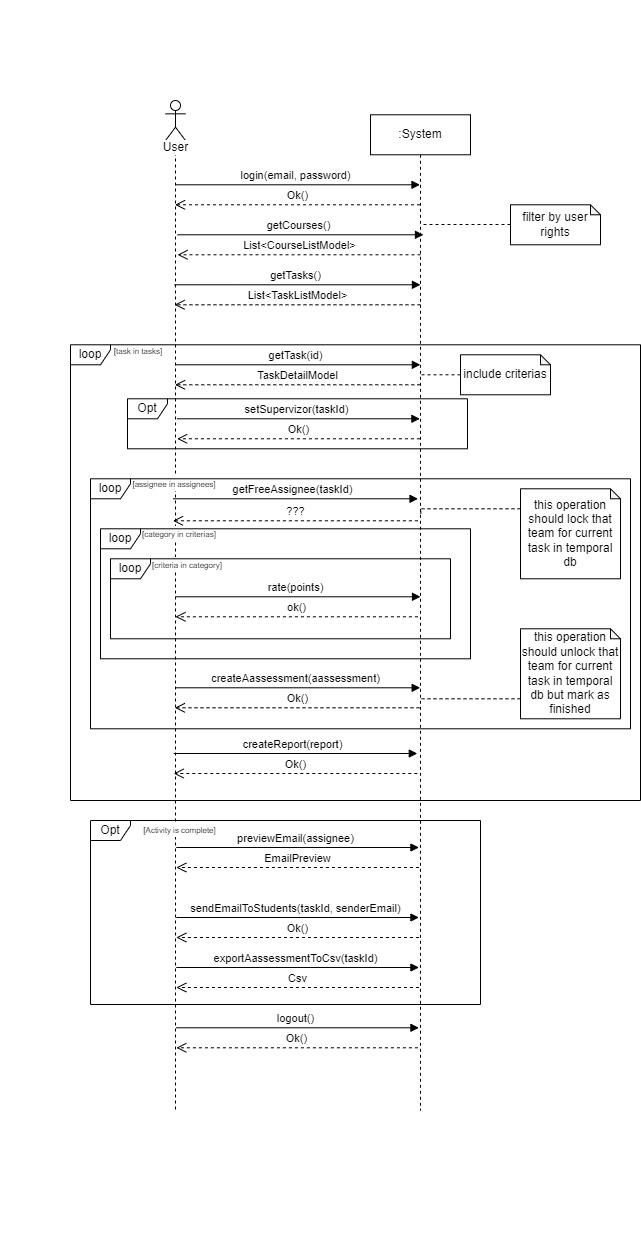 User
:System
login(email, password)
Ok()
filter by user
rights
getCourses()
List<CourseListModel>
getTasks()
List<TaskListModel>
loop
[task in tasks]
getTask(id)
TaskDetailModel
include criterias
Opt
setSupervizor(taskId)
Ok()
loop
[assignee in assignees]
getFreeAssignee(taskId)
???
this operation
should lock that
team for current
task in temporal
db
loop
[category in criterias]
loop
[criteria in category]
rate(points)
ok()
this operation
should unlock that
team for current
task in temporal
db but mark as
finished
createAassessment(aassessment)
Ok()
createReport(report)
Ok()
Opt
[Activity is complete]
previewEmail(assignee)
EmailPreview
sendEmailToStudents(taskId, senderEmail)
Ok()
exportAassessmentToCsv(taskId)
Csv
logout()
Ok()